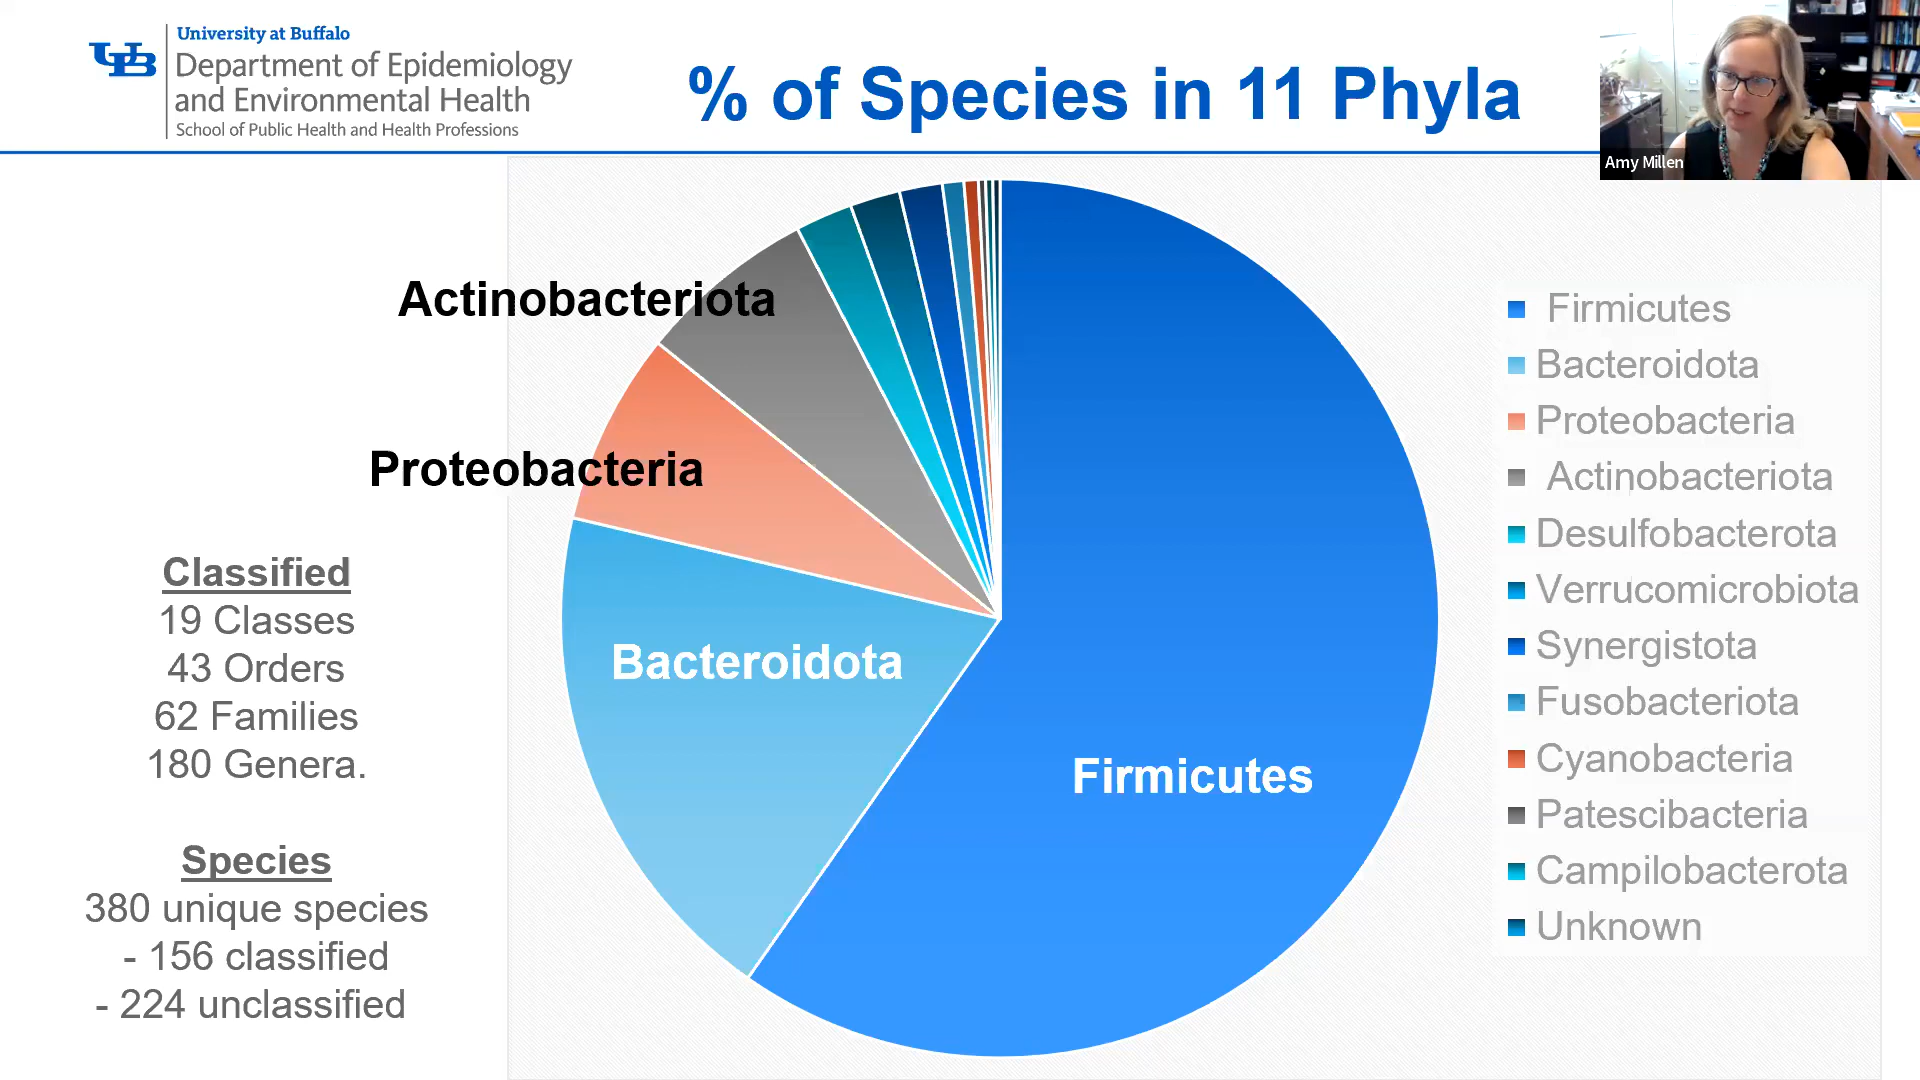 UB
University at Buffalo
Department of Epidemiology
and Environmental Health
School of Public Health and Health Professions
% of Species in 11 Phyla
Amy Millen
Actinobacteriota
Proteobacteria
Bacteroidota
Firmicutes
Classified
19 Classes
43 Orders
62 Families
180 Genera.
Species
380 unique species
- 156 classified
- 224 unclassified
Firmicutes
Bacteroidota
Proteobacteria
Actinobacteriota
Desulfobacterota
Verrucomicrobiota
Synergistota
Fusobacteriota
Cyanobacteria
Patescibacteria
Campilobacterota
Unknown